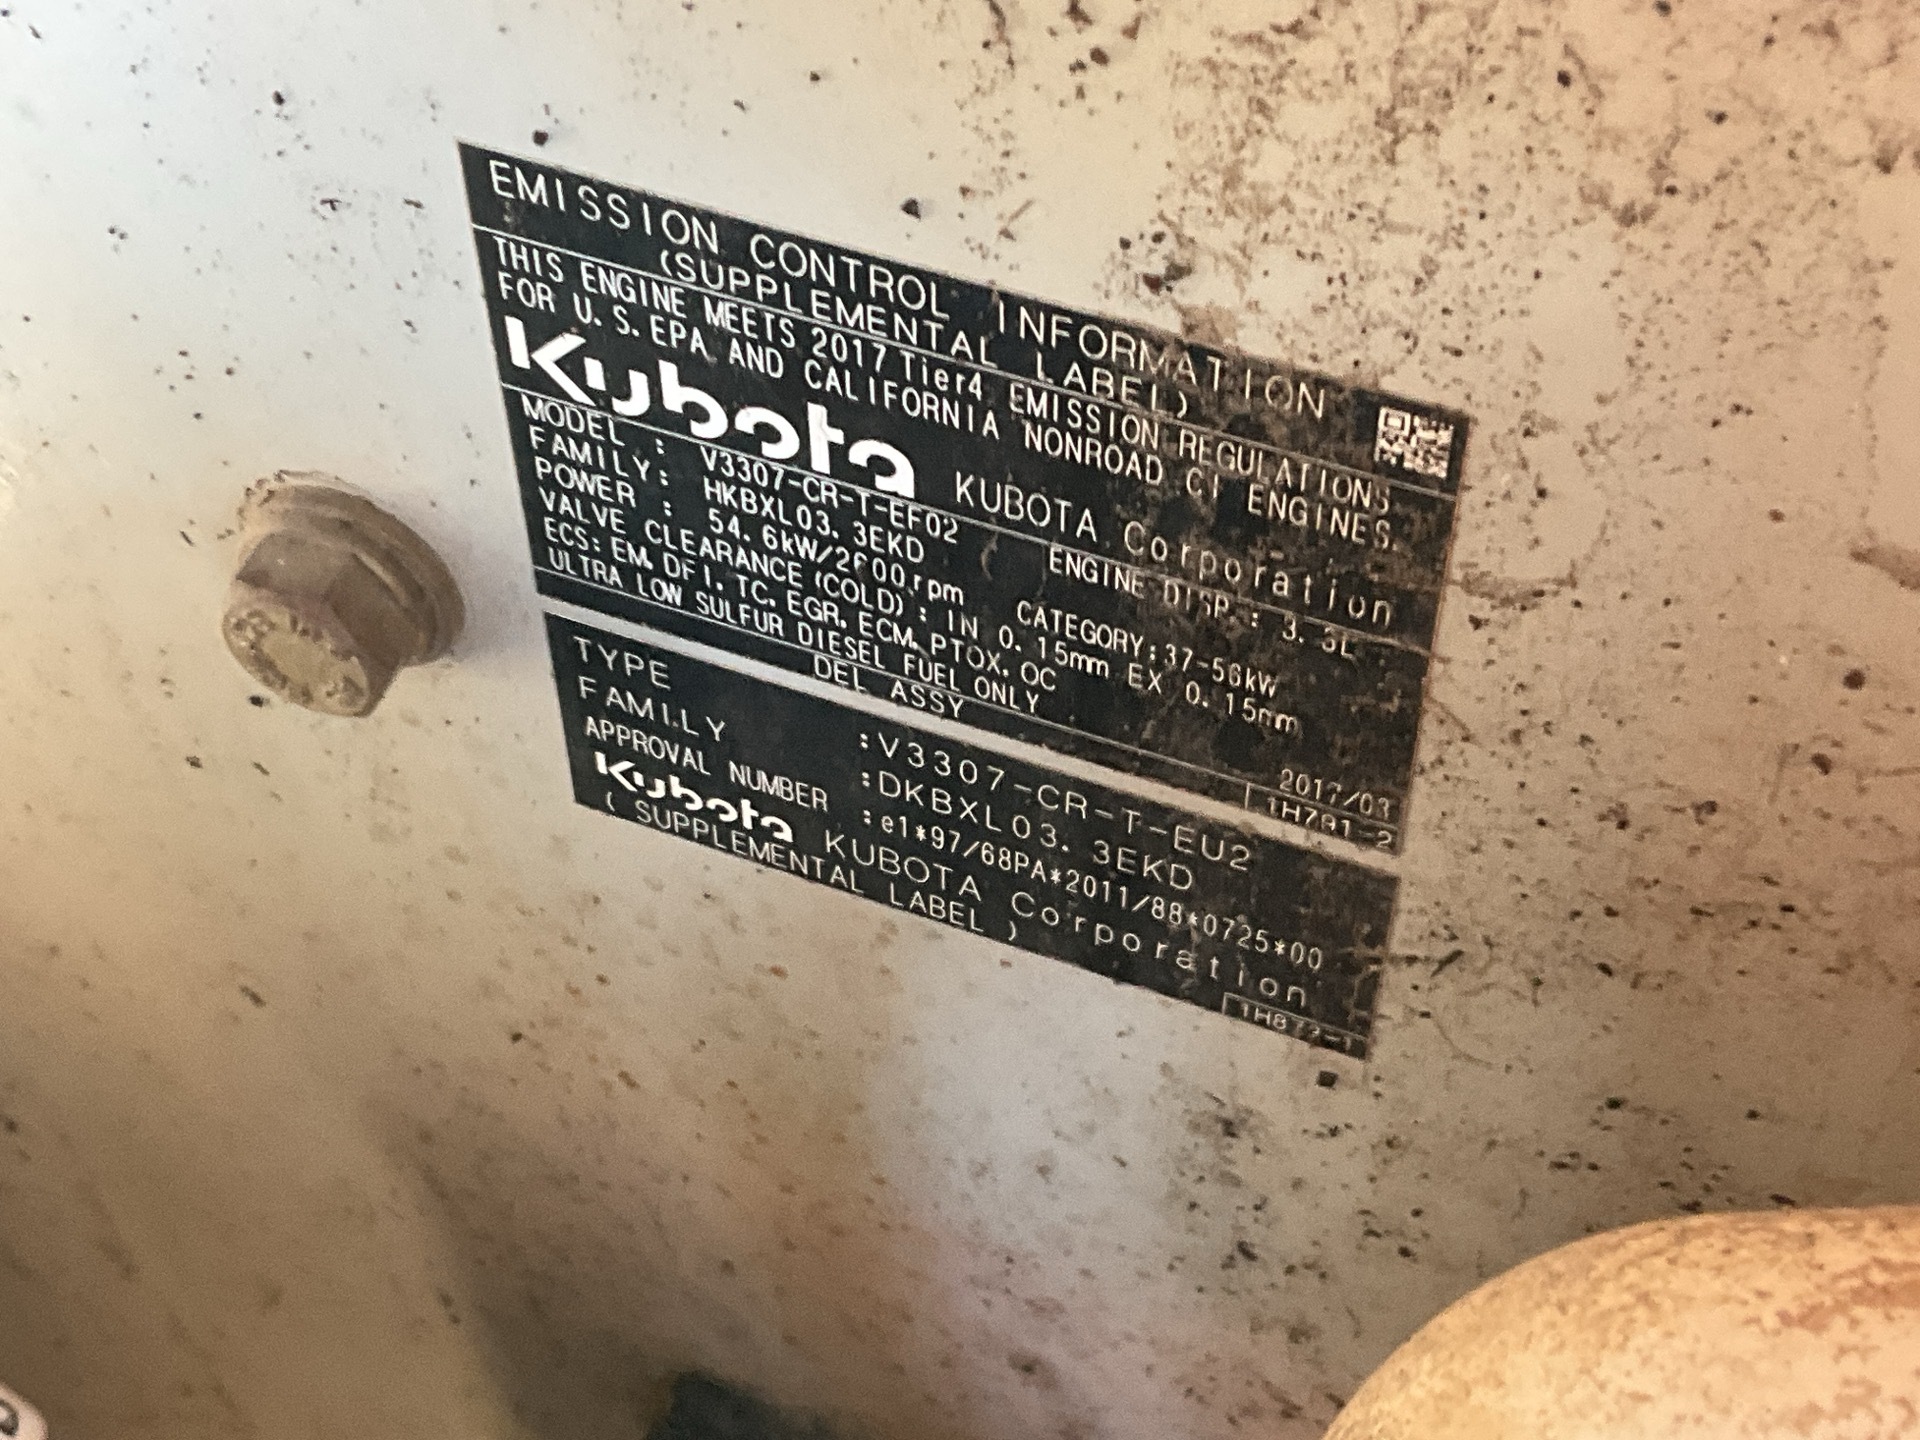 EMISSION CONTROL INFORMATION
(SUPPLEMENTAL LABEL)
THIS ENGINE MEETS 2017 Tier4 EMISSION REGULATIONS
FOR U.S. EPA AND CALIFORNIA NONROAD CI ENGINES.
Kubota KUBOTA Corporation
MODEL : V3307-CR-T-EF02 ENGINE DISP. : 3.3L
FAMILY: HKBXL03.3EKD
POWER : 54.6kW/2600rpm CATEGORY:37-56kW
VALVE CLEARANCE (COLD) : IN 0.15mm EX 0.15mm
ECS: EM. DFI. TC. EGR. ECM. PTOX. OC
ULTRA LOW SULFUR DIESEL FUEL ONLY
DEL ASSY 2017/03
1H781-2
TYPE :V3307-CR-T-EU2
FAMILY :DKBXL03.3EKD
APPROVAL NUMBER :e1*97/68PA*2011/88*0725*00
Kubota KUBOTA Corporation
(SUPPLEMENTAL LABEL)